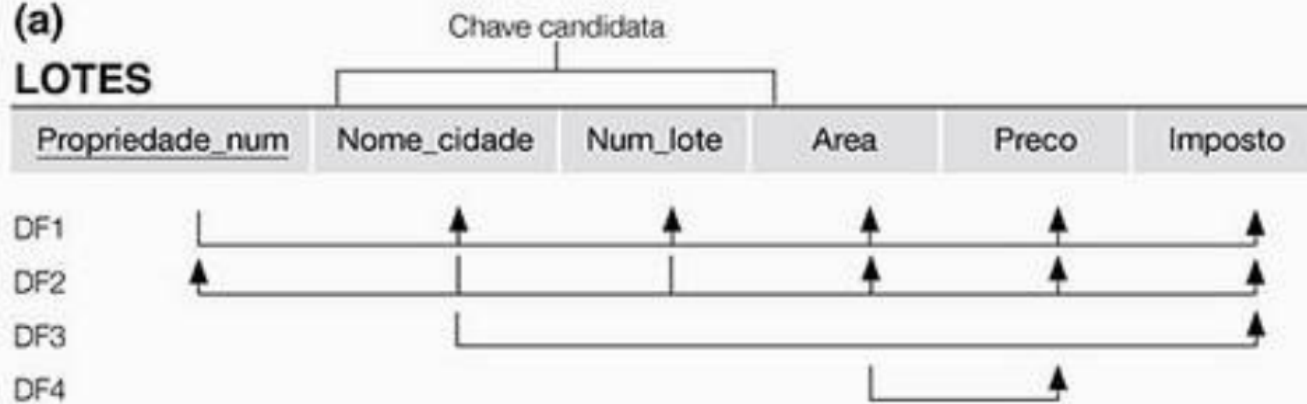 (a)
Chave candidata
LOTES
Propriedade_num Nome_cidade Num_lote Area Preco Imposto
DF1
DF2
DF3
DF4